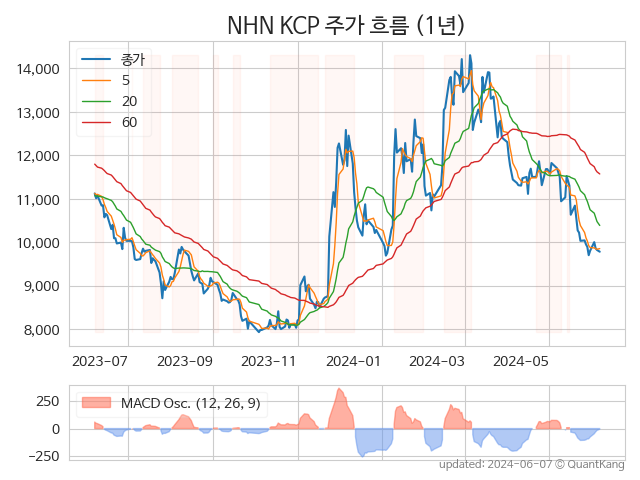 NHN KCP 주가 흐름 (1년)
종가
5
20
60
14,000
13,000
12,000
11,000
10,000
9,000
8,000
2023-07 2023-09 2023-11 2024-01 2024-03 2024-05
MACD Osc. (12, 26, 9)
250
0
−250
updated: 2024-06-07 © QuantKang